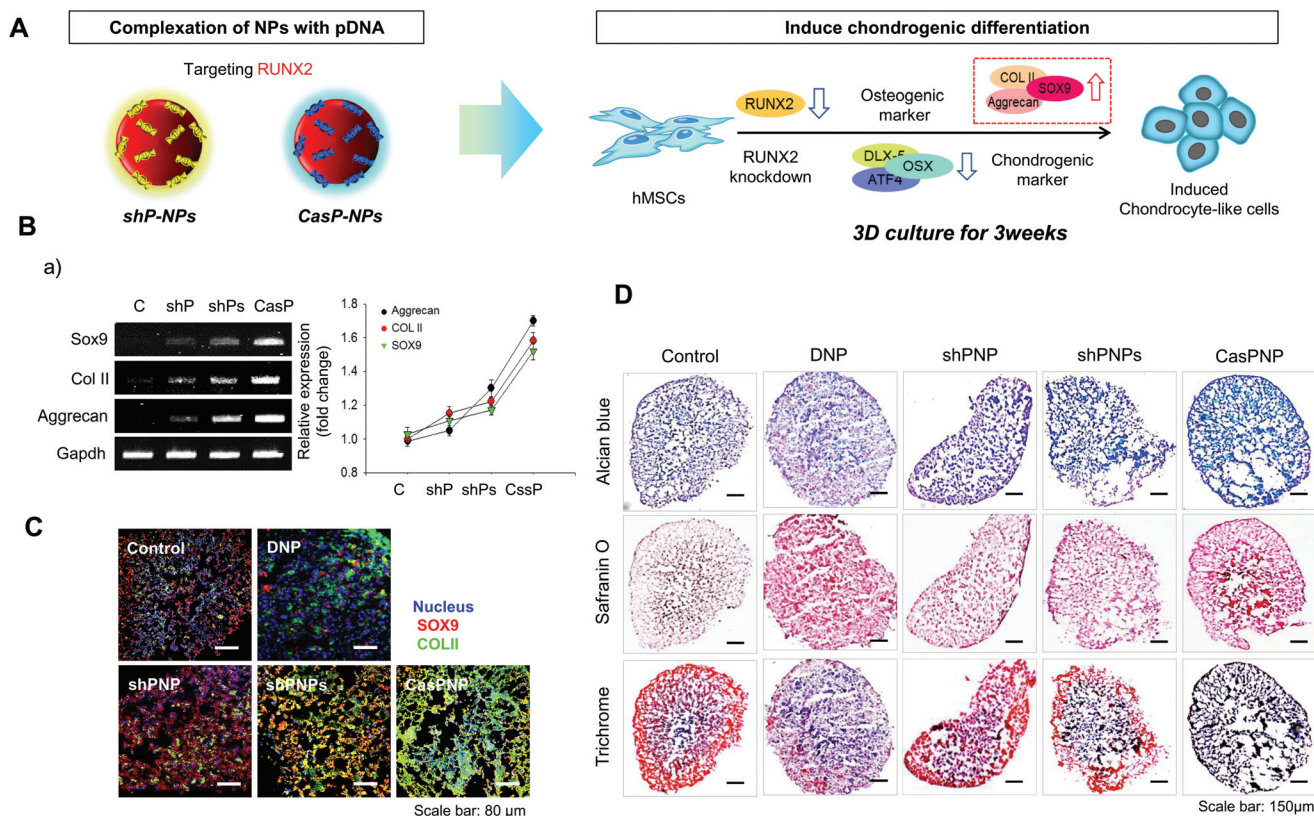 A
Complexation of NPs with pDNA
Targeting RUNX2
shP-NPs
CasP-NPs
Induce chondrogenic differentiation
hMSCs
RUNX2
RUNX2
knockdown
Osteogenic
marker
DLX-5
OSX
ATF4
COL II
SOX9
Aggrecan
Chondrogenic
marker
Induced
Chondrocyte-like cells
3D culture for 3weeks
B
a)
C shP shPs CasP
Sox9
Col II
Aggrecan
Gapdh
Relative expression
(fold change)
1.8
1.6
1.4
1.2
1.0
0.8
Aggrecan
COL II
SOX9
C shP shPs CssP
C
Control
DNP
Nucleus
SOX9
COLII
shPNP
shPNPs
CasPNP
Scale bar: 80 µm
D
Control DNP shPNP shPNPs CasPNP
Alcian blue
Safranin O
Trichrome
Scale bar: 150µm